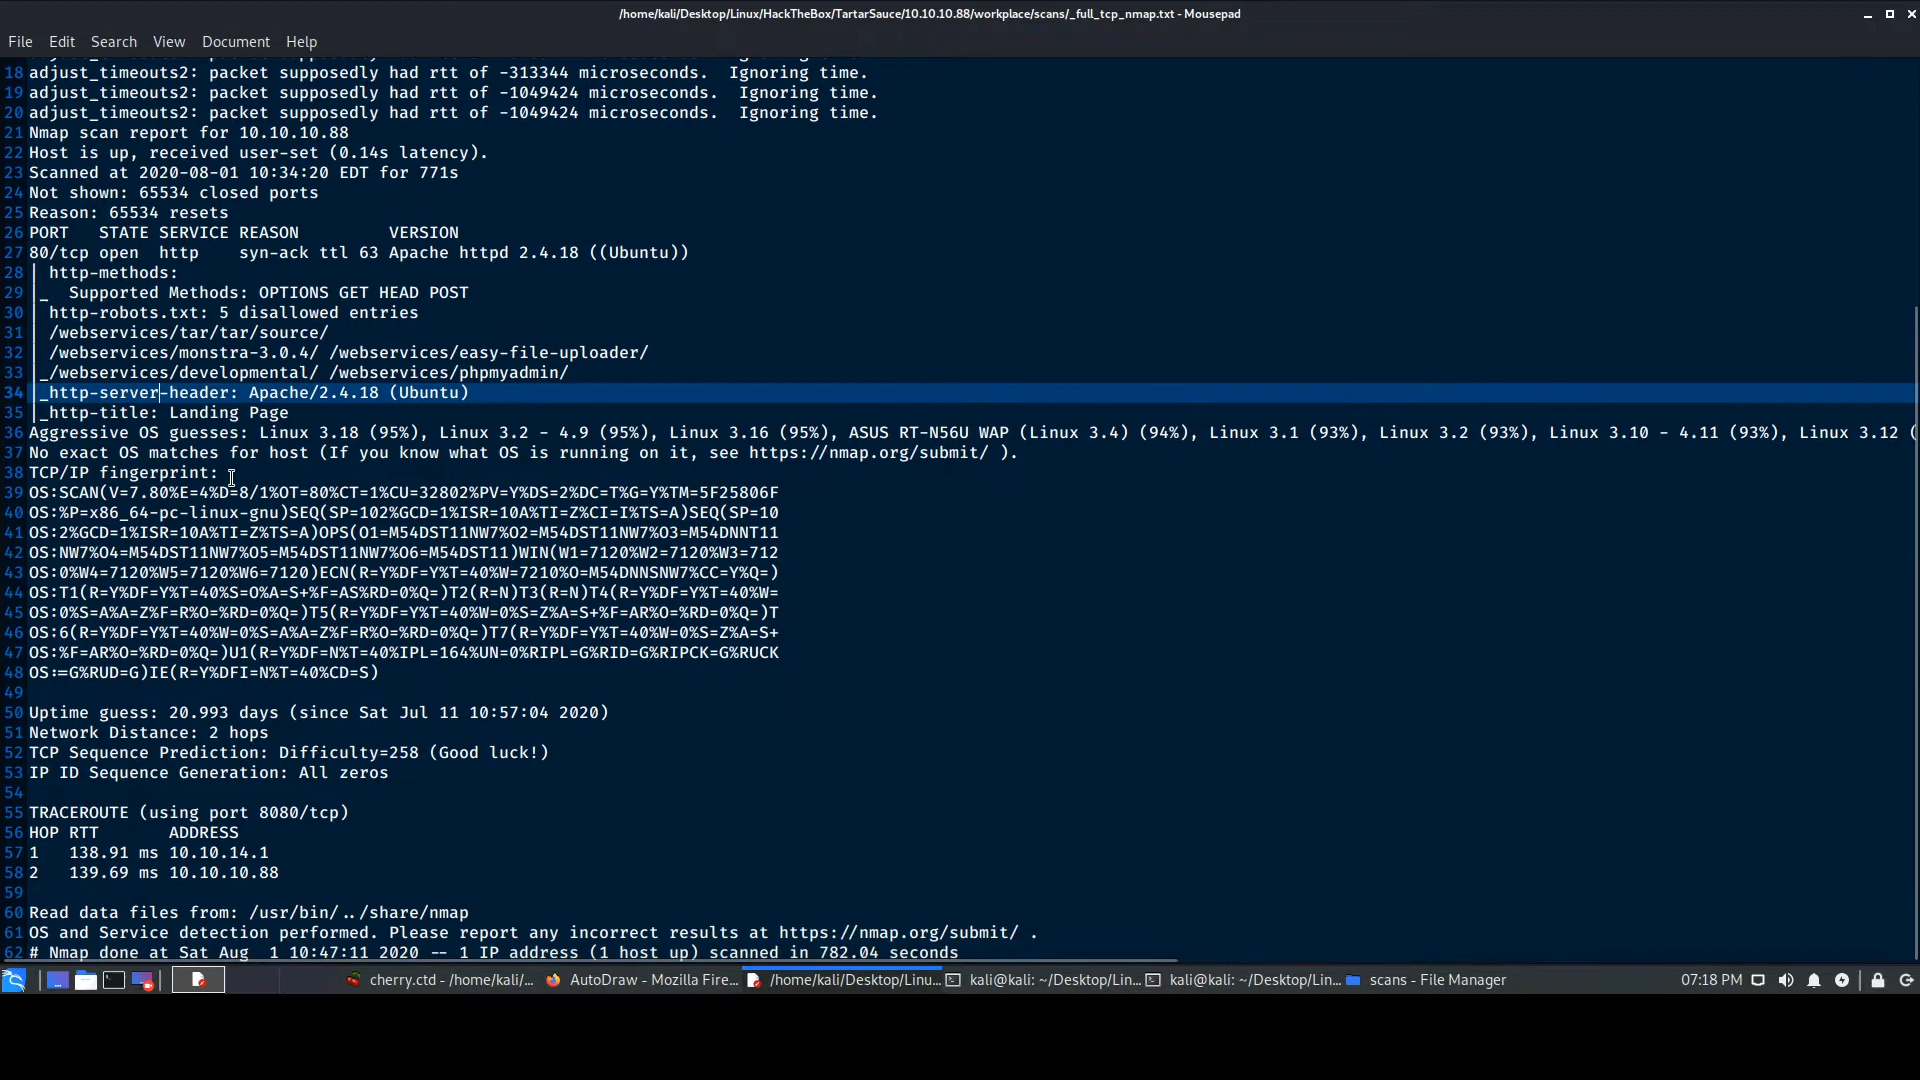 /home/kali/Desktop/Linux/HackTheBox/TartarSauce/10.10.10.88/workplace/scans/_full_tcp_nmap.txt - Mousepad
File Edit Search View Document Help
18 adjust_timeouts2: packet supposedly had rtt of -313344 microseconds.  Ignoring time.
19 adjust_timeouts2: packet supposedly had rtt of -1049424 microseconds.  Ignoring time.
20 adjust_timeouts2: packet supposedly had rtt of -1049424 microseconds.  Ignoring time.
21 Nmap scan report for 10.10.10.88
22 Host is up, received user-set (0.14s latency).
23 Scanned at 2020-08-01 10:34:20 EDT for 771s
24 Not shown: 65534 closed ports
25 Reason: 65534 resets
26 PORT   STATE SERVICE REASON         VERSION
27 80/tcp open  http    syn-ack ttl 63 Apache httpd 2.4.18 ((Ubuntu))
28 | http-methods:
29 |_  Supported Methods: OPTIONS GET HEAD POST
30 | http-robots.txt: 5 disallowed entries
31 | /webservices/tar/tar/source/
32 | /webservices/monstra-3.0.4/ /webservices/easy-file-uploader/
33 |_/webservices/developmental/ /webservices/phpmyadmin/
34 |_http-server-header: Apache/2.4.18 (Ubuntu)
35 |_http-title: Landing Page
36 Aggressive OS guesses: Linux 3.18 (95%), Linux 3.2 - 4.9 (95%), Linux 3.16 (95%), ASUS RT-N56U WAP (Linux 3.4) (94%), Linux 3.1 (93%), Linux 3.2 (93%), Linux 3.10 - 4.11 (93%), Linux 3.12 (
37 No exact OS matches for host (If you know what OS is running on it, see https://nmap.org/submit/ ).
38 TCP/IP fingerprint:
39 OS:SCAN(V=7.80%E=4%D=8/1%OT=80%CT=1%CU=32802%PV=Y%DS=2%DC=T%G=Y%TM=5F25806F
40 OS:%P=x86_64-pc-linux-gnu)SEQ(SP=102%GCD=1%ISR=10A%TI=Z%CI=I%TS=A)SEQ(SP=10
41 OS:2%GCD=1%ISR=10A%TI=Z%TS=A)OPS(O1=M54DST11NW7%O2=M54DST11NW7%O3=M54DNNT11
42 OS:NW7%O4=M54DST11NW7%O5=M54DST11NW7%O6=M54DST11)WIN(W1=7120%W2=7120%W3=712
43 OS:0%W4=7120%W5=7120%W6=7120)ECN(R=Y%DF=Y%T=40%W=7210%O=M54DNNSNW7%CC=Y%Q=)
44 OS:T1(R=Y%DF=Y%T=40%S=O%A=S+%F=AS%RD=0%Q=)T2(R=N)T3(R=N)T4(R=Y%DF=Y%T=40%W=
45 OS:0%S=A%A=Z%F=R%O=%RD=0%Q=)T5(R=Y%DF=Y%T=40%W=0%S=Z%A=S+%F=AR%O=%RD=0%Q=)T
46 OS:6(R=Y%DF=Y%T=40%W=0%S=A%A=Z%F=R%O=%RD=0%Q=)T7(R=Y%DF=Y%T=40%W=0%S=Z%A=S+
47 OS:%F=AR%O=%RD=0%Q=)U1(R=Y%DF=N%T=40%IPL=164%UN=0%RIPL=G%RID=G%RIPCK=G%RUCK
48 OS:=G%RUD=G)IE(R=Y%DFI=N%T=40%CD=S)
49
50 Uptime guess: 20.993 days (since Sat Jul 11 10:57:04 2020)
51 Network Distance: 2 hops
52 TCP Sequence Prediction: Difficulty=258 (Good luck!)
53 IP ID Sequence Generation: All zeros
54
55 TRACEROUTE (using port 8080/tcp)
56 HOP RTT       ADDRESS
57 1   138.91 ms 10.10.14.1
58 2   139.69 ms 10.10.10.88
59
60 Read data files from: /usr/bin/../share/nmap
61 OS and Service detection performed. Please report any incorrect results at https://nmap.org/submit/ .
62 # Nmap done at Sat Aug  1 10:47:11 2020 -- 1 IP address (1 host up) scanned in 782.04 seconds
cherry.ctd - /home/kali/... AutoDraw - Mozilla Fire... /home/kali/Desktop/Linu... kali@kali: ~/Desktop/Lin... kali@kali: ~/Desktop/Lin... scans - File Manager 07:18 PM